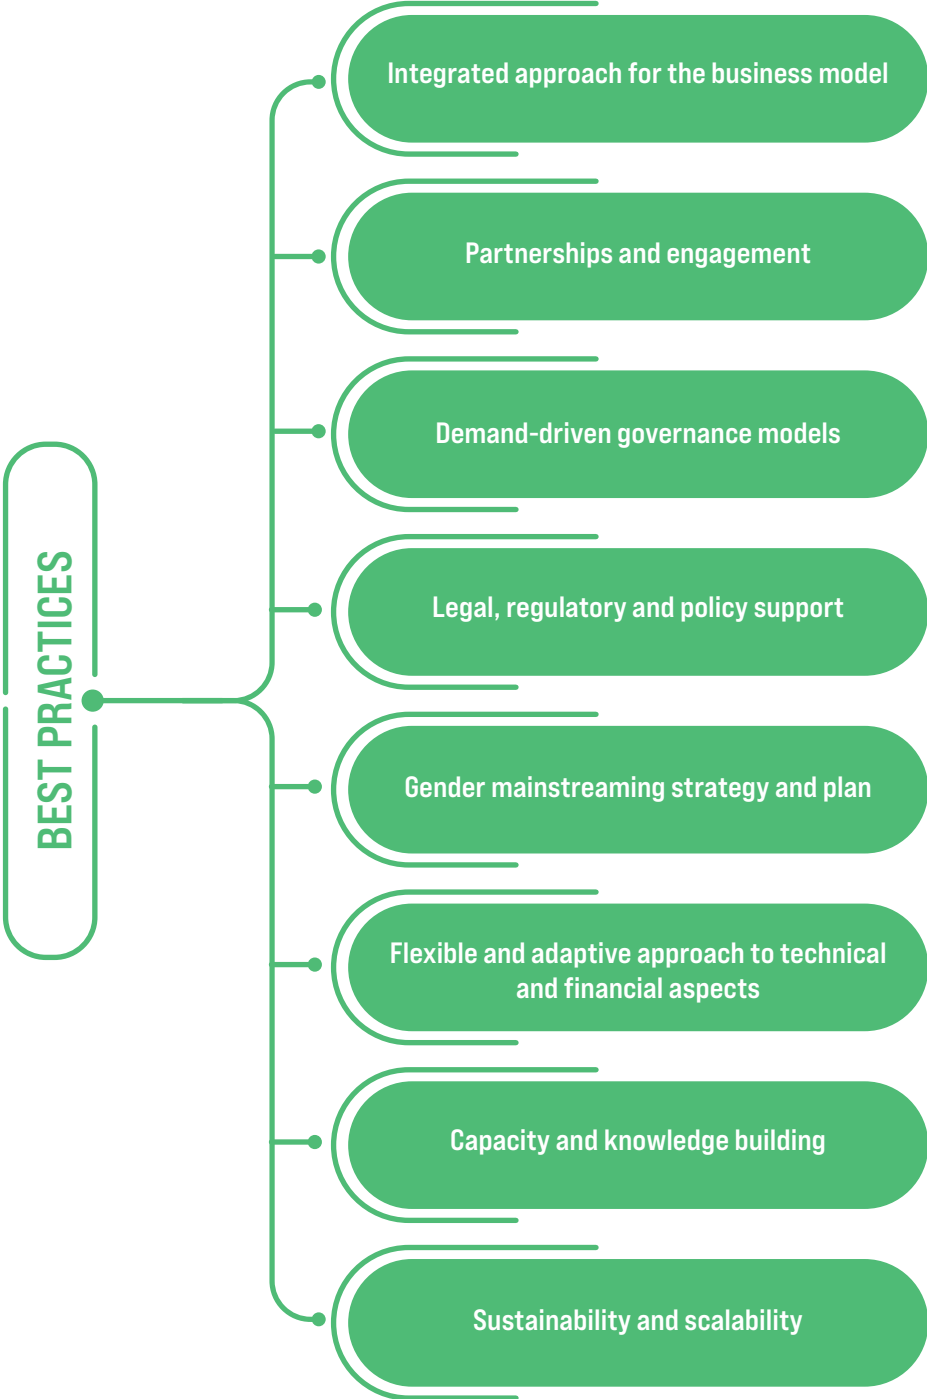 BEST PRACTICES
Integrated approach for the business model
Partnerships and engagement
Demand-driven governance models
Legal, regulatory and policy support
Gender mainstreaming strategy and plan
Flexible and adaptive approach to technical
and financial aspects
Capacity and knowledge building
Sustainability and scalability